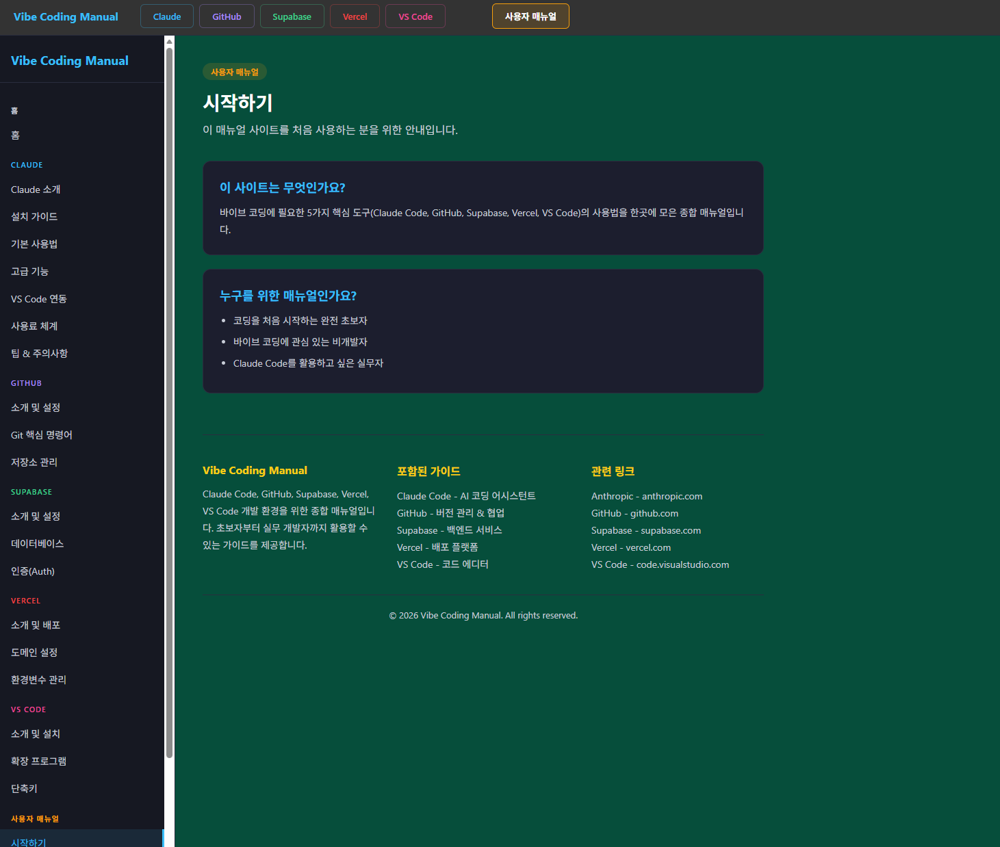 Vibe Coding Manual
Claude
GitHub
Supabase
Vercel
VS Code
사용자 매뉴얼
Vibe Coding Manual
홈
홈
CLAUDE
Claude 소개
설치 가이드
기본 사용법
고급 기능
VS Code 연동
사용료 체계
팁 & 주의사항
GITHUB
소개 및 설정
Git 핵심 명령어
저장소 관리
SUPABASE
소개 및 설정
데이터베이스
인증(Auth)
VERCEL
소개 및 배포
도메인 설정
환경변수 관리
VS CODE
소개 및 설치
확장 프로그램
단축키
사용자 매뉴얼
시작하기
사용자 매뉴얼
시작하기
이 매뉴얼 사이트를 처음 사용하는 분을 위한 안내입니다.
이 사이트는 무엇인가요?
바이브 코딩에 필요한 5가지 핵심 도구(Claude Code, GitHub, Supabase, Vercel, VS Code)의 사용법을 한곳에 모은 종합 매뉴얼입니
다.
누구를 위한 매뉴얼인가요?
• 코딩을 처음 시작하는 완전 초보자
• 바이브 코딩에 관심 있는 비개발자
• Claude Code를 활용하고 싶은 실무자
Vibe Coding Manual
Claude Code, GitHub, Supabase, Vercel,
VS Code 개발 환경을 위한 종합 매뉴얼입니
다. 초보자부터 실무 개발자까지 활용할 수
있는 가이드를 제공합니다.
포함된 가이드
Claude Code - AI 코딩 어시스턴트
GitHub - 버전 관리 & 협업
Supabase - 백엔드 서비스
Vercel - 배포 플랫폼
VS Code - 코드 에디터
관련 링크
Anthropic - anthropic.com
GitHub - github.com
Supabase - supabase.com
Vercel - vercel.com
VS Code - code.visualstudio.com
© 2026 Vibe Coding Manual. All rights reserved.